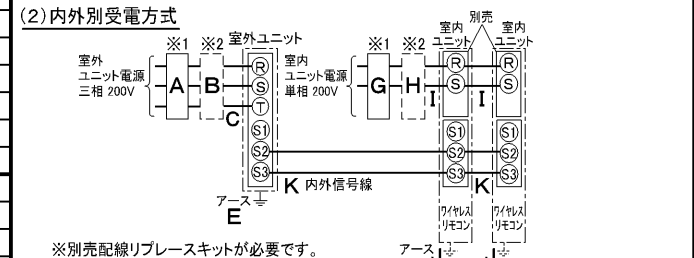 (2)内外別受電方式
※1 ※2 室外ユニット
室外
ユニット電源
三相 200V
A B
R
S
T
C
S1
S2
S3
アース
E
K 内外信号線
※1 ※2
室内
ユニット電源
単相 200V
G H
別売
室内
ユニット
室内
ユニット
R R
S S
I I
S1 S1
S2 S2
S3 S3
K
ワイヤレス
リモコン
ワイヤレス
リモコン
アース
J J
※別売配線リプレースキットが必要です。